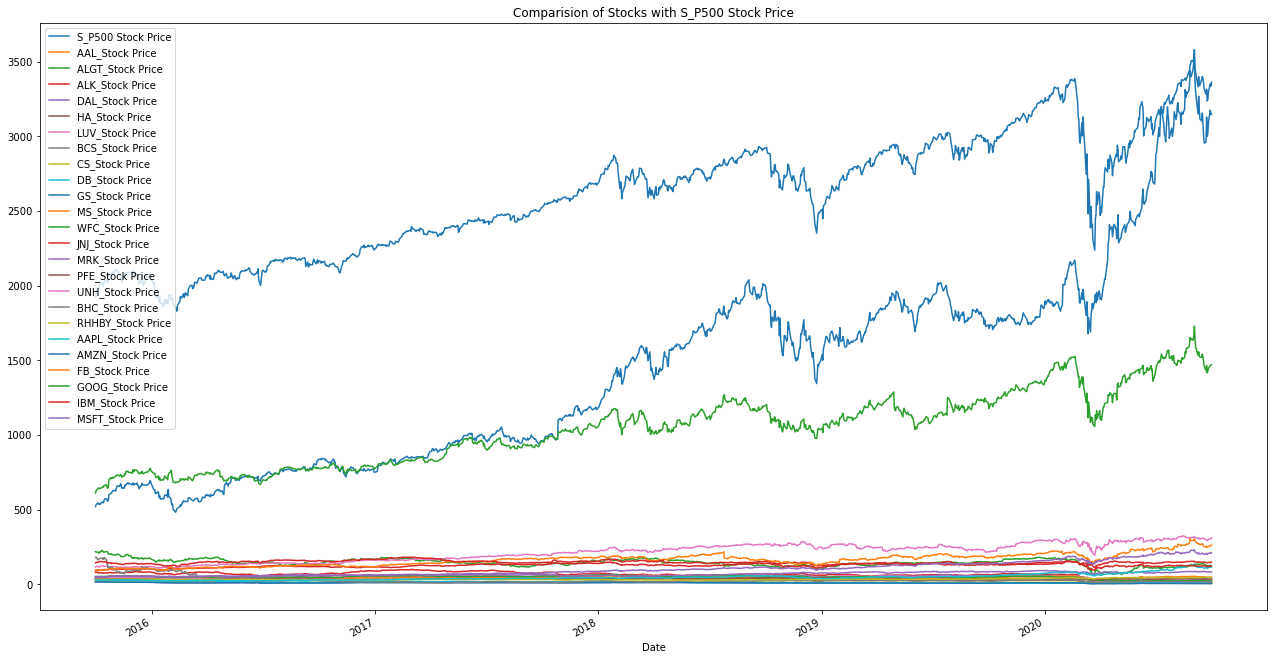 Comparision of Stocks with S_P500 Stock Price
S_P500 Stock Price
AAL_Stock Price
ALGT_Stock Price
ALK_Stock Price
DAL_Stock Price
HA_Stock Price
LUV_Stock Price
BCS_Stock Price
CS_Stock Price
DB_Stock Price
GS_Stock Price
MS_Stock Price
WFC_Stock Price
JNJ_Stock Price
MRK_Stock Price
PFE_Stock Price
UNH_Stock Price
BHC_Stock Price
RHHBY_Stock Price
AAPL_Stock Price
AMZN_Stock Price
FB_Stock Price
GOOG_Stock Price
IBM_Stock Price
MSFT_Stock Price
3500
3000
2500
2000
1500
1000
500
0
2016
2017
2018
2019
2020
Date